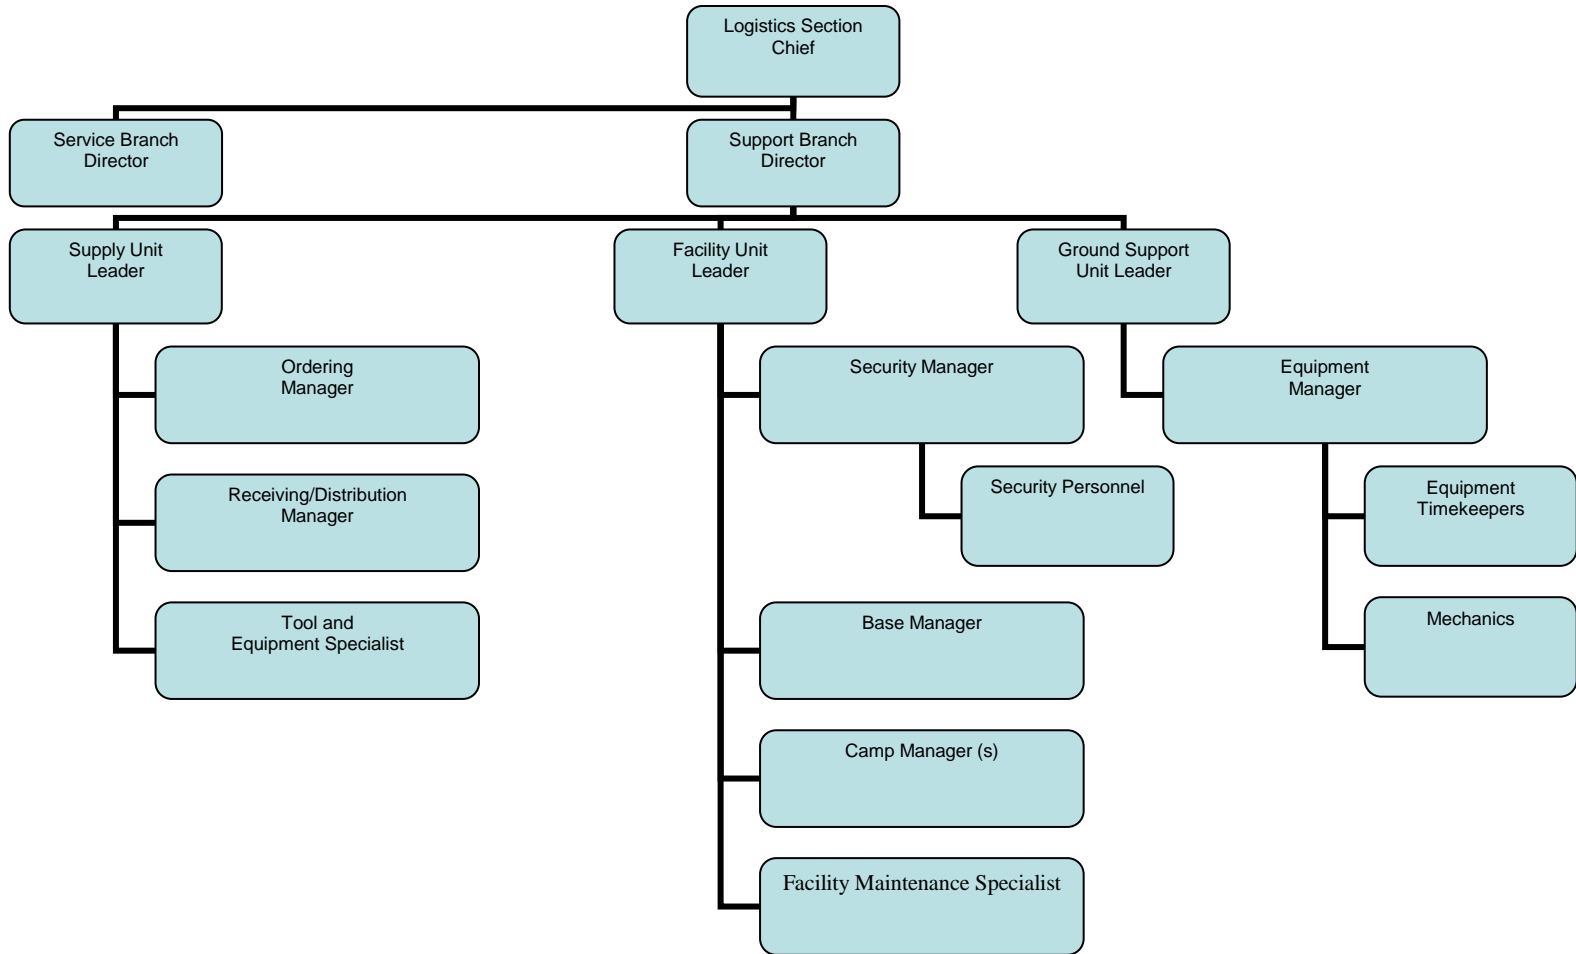 Logistics Section
Chief
Service Branch
Director
Support Branch
Director
Supply Unit
Leader
Facility Unit
Leader
Ground Support
Unit Leader
Ordering
Manager
Security Manager
Equipment
Manager
Receiving/Distribution
Manager
Security Personnel
Equipment
Timekeepers
Tool and
Equipment Specialist
Base Manager
Mechanics
Camp Manager (s)
Facility Maintenance Specialist